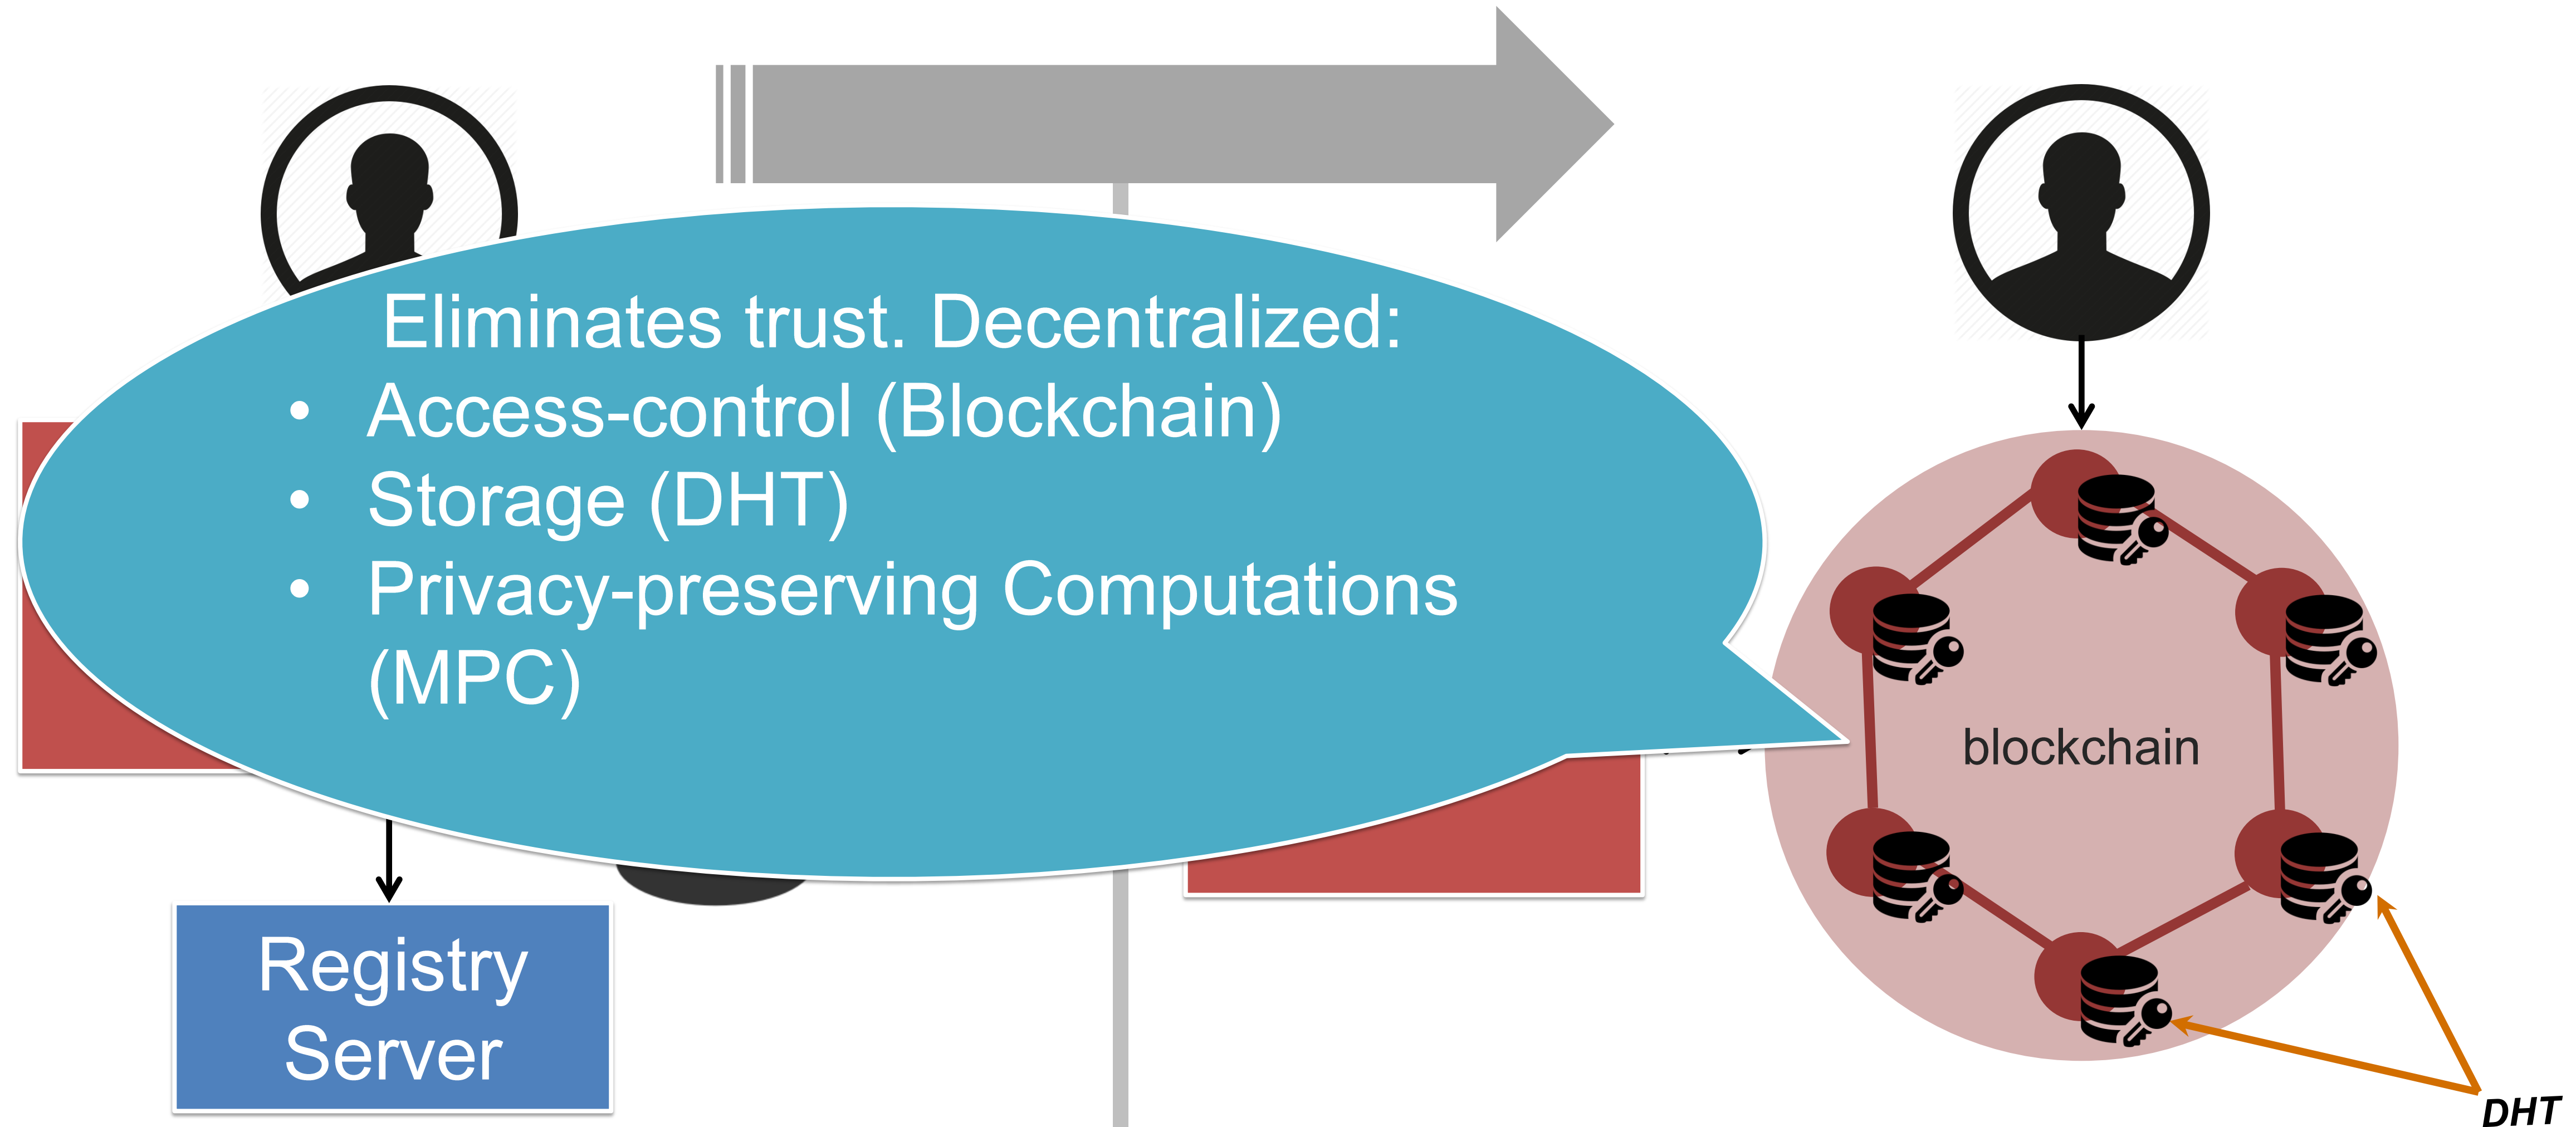 Eliminates trust. Decentralized:
• Access-control (Blockchain)
• Storage (DHT)
• Privacy-preserving Computations
(MPC)
blockchain
Registry
Server
DHT